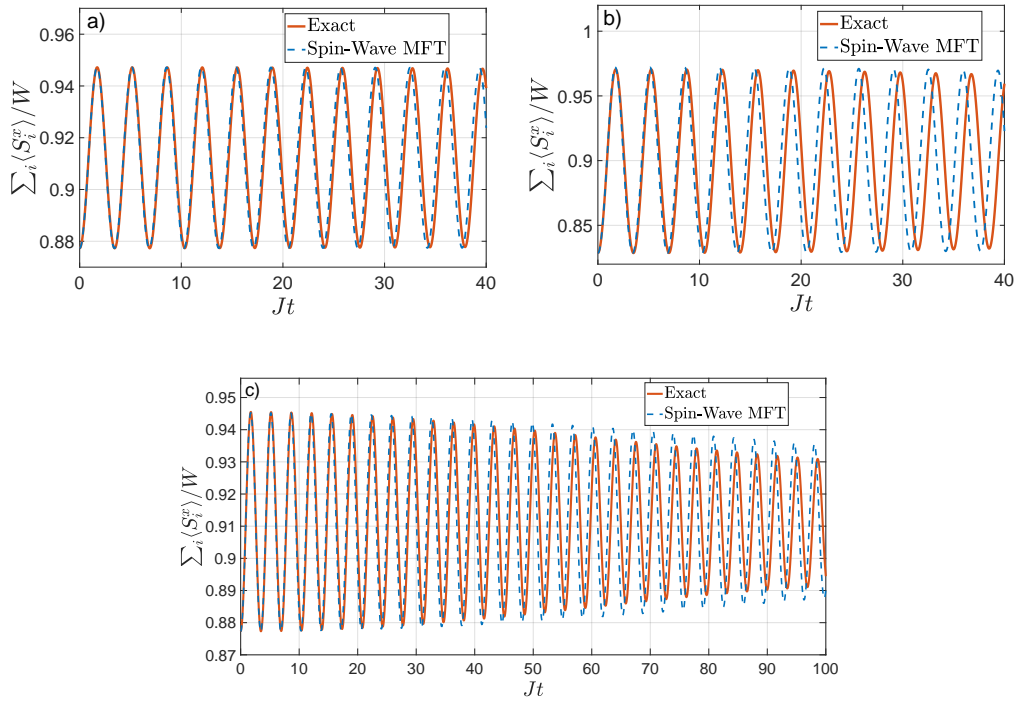 a)
Exact
Spin-Wave MFT
0.96
0.94
0.92
0.9
0.88
∑ᵢ⟨Sᵢˣ⟩/W
0 10 20 30 40
Jt
b)
Exact
Spin-Wave MFT
1
0.95
0.9
0.85
∑ᵢ⟨Sᵢˣ⟩/W
0 10 20 30 40
Jt
c)
Exact
Spin-Wave MFT
0.95
0.94
0.93
0.92
0.91
0.9
0.89
0.88
0.87
∑ᵢ⟨Sᵢˣ⟩/W
0 10 20 30 40 50 60 70 80 90 100
Jt